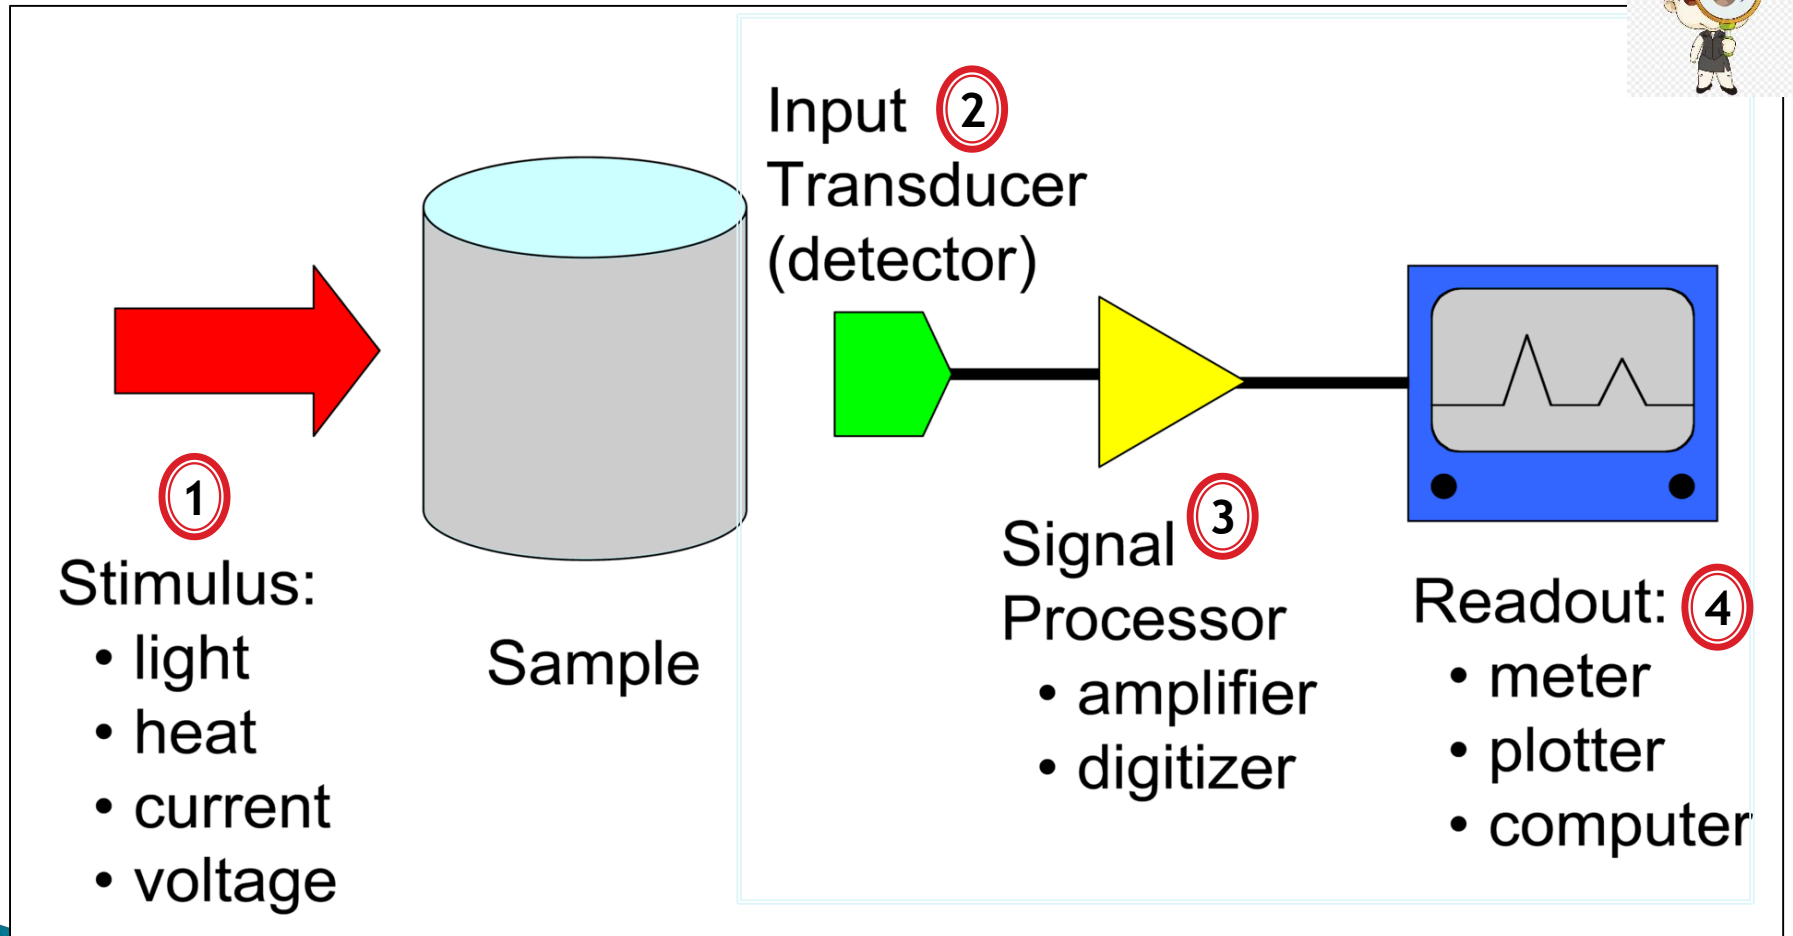 1
Stimulus:
• light
• heat
• current
• voltage
Sample
Input 2
Transducer
(detector)
Signal 3
Processor
• amplifier
• digitizer
Readout: 4
• meter
• plotter
• computer